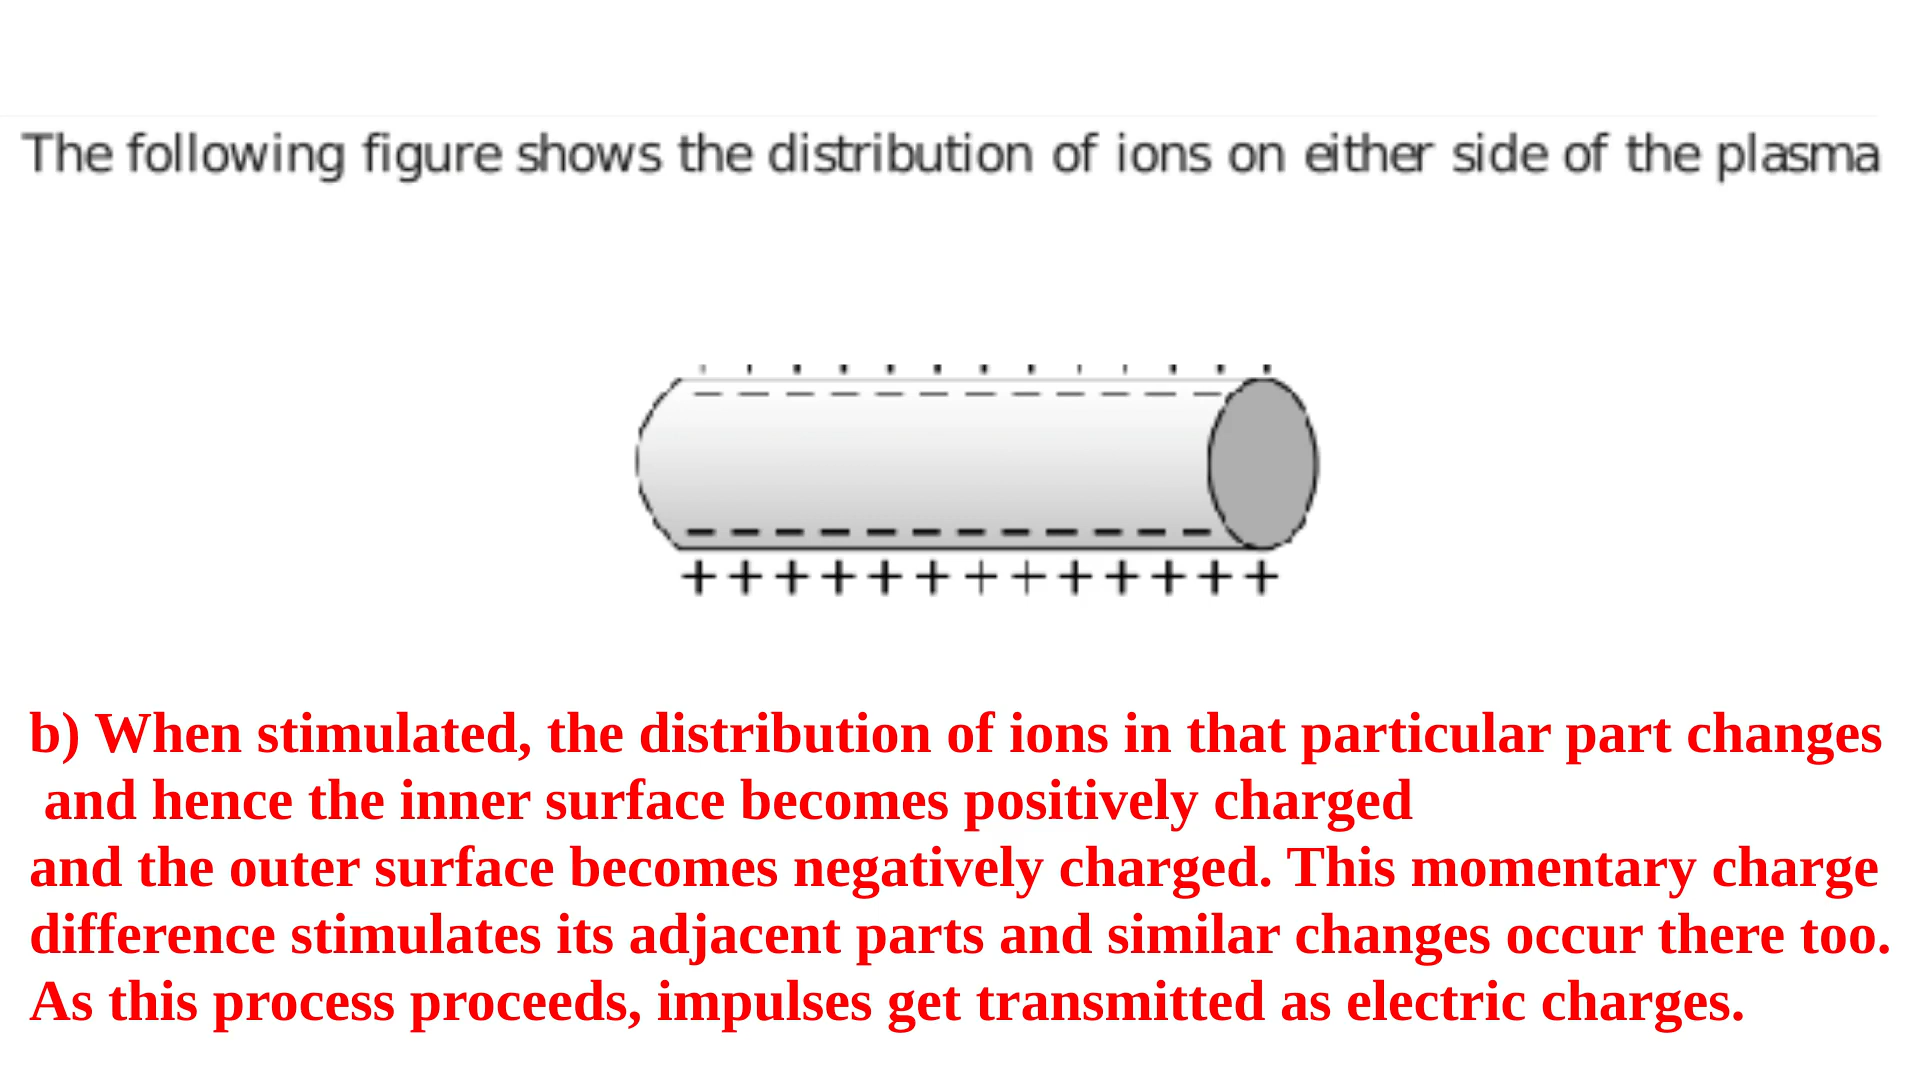 The following figure shows the distribution of ions on either side of the plasma
+ + + + + + + + + + + + +
b) When stimulated, the distribution of ions in that particular part changes
and hence the inner surface becomes positively charged
and the outer surface becomes negatively charged. This momentary charge
difference stimulates its adjacent parts and similar changes occur there too.
As this process proceeds, impulses get transmitted as electric charges.